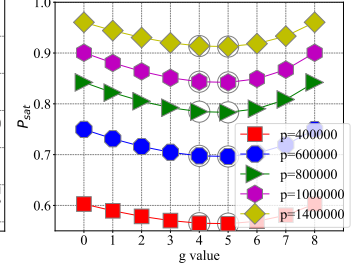 1.0
0.9
0.8
0.7
0.6
P_sat
p=400000
p=600000
p=800000
p=1000000
p=1400000
0 1 2 3 4 5 6 7 8
g value